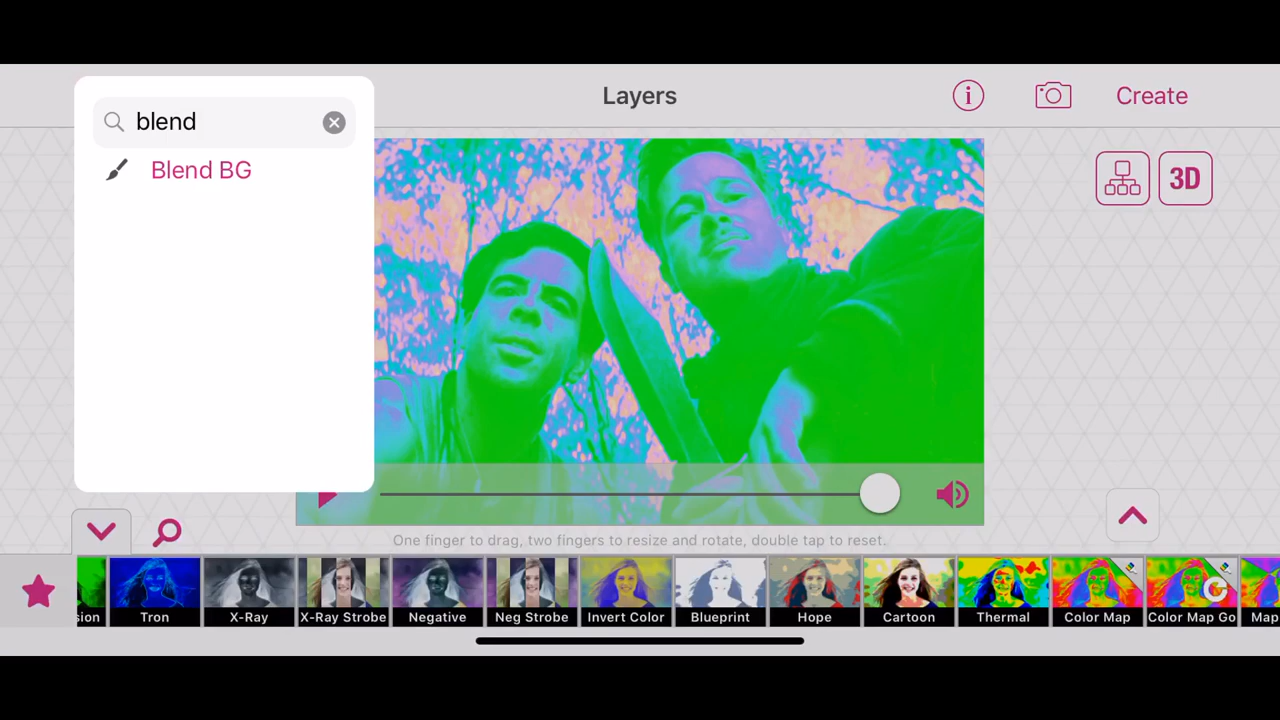 Layers
Create
blend
Blend BG
3D
One finger to drag, two fingers to resize and rotate, double tap to reset.
sion
Tron
X-Ray
X-Ray Strobe
Negative
Neg Strobe
Invert Color
Blueprint
Hope
Cartoon
Thermal
Color Map
Color Map Go
Map